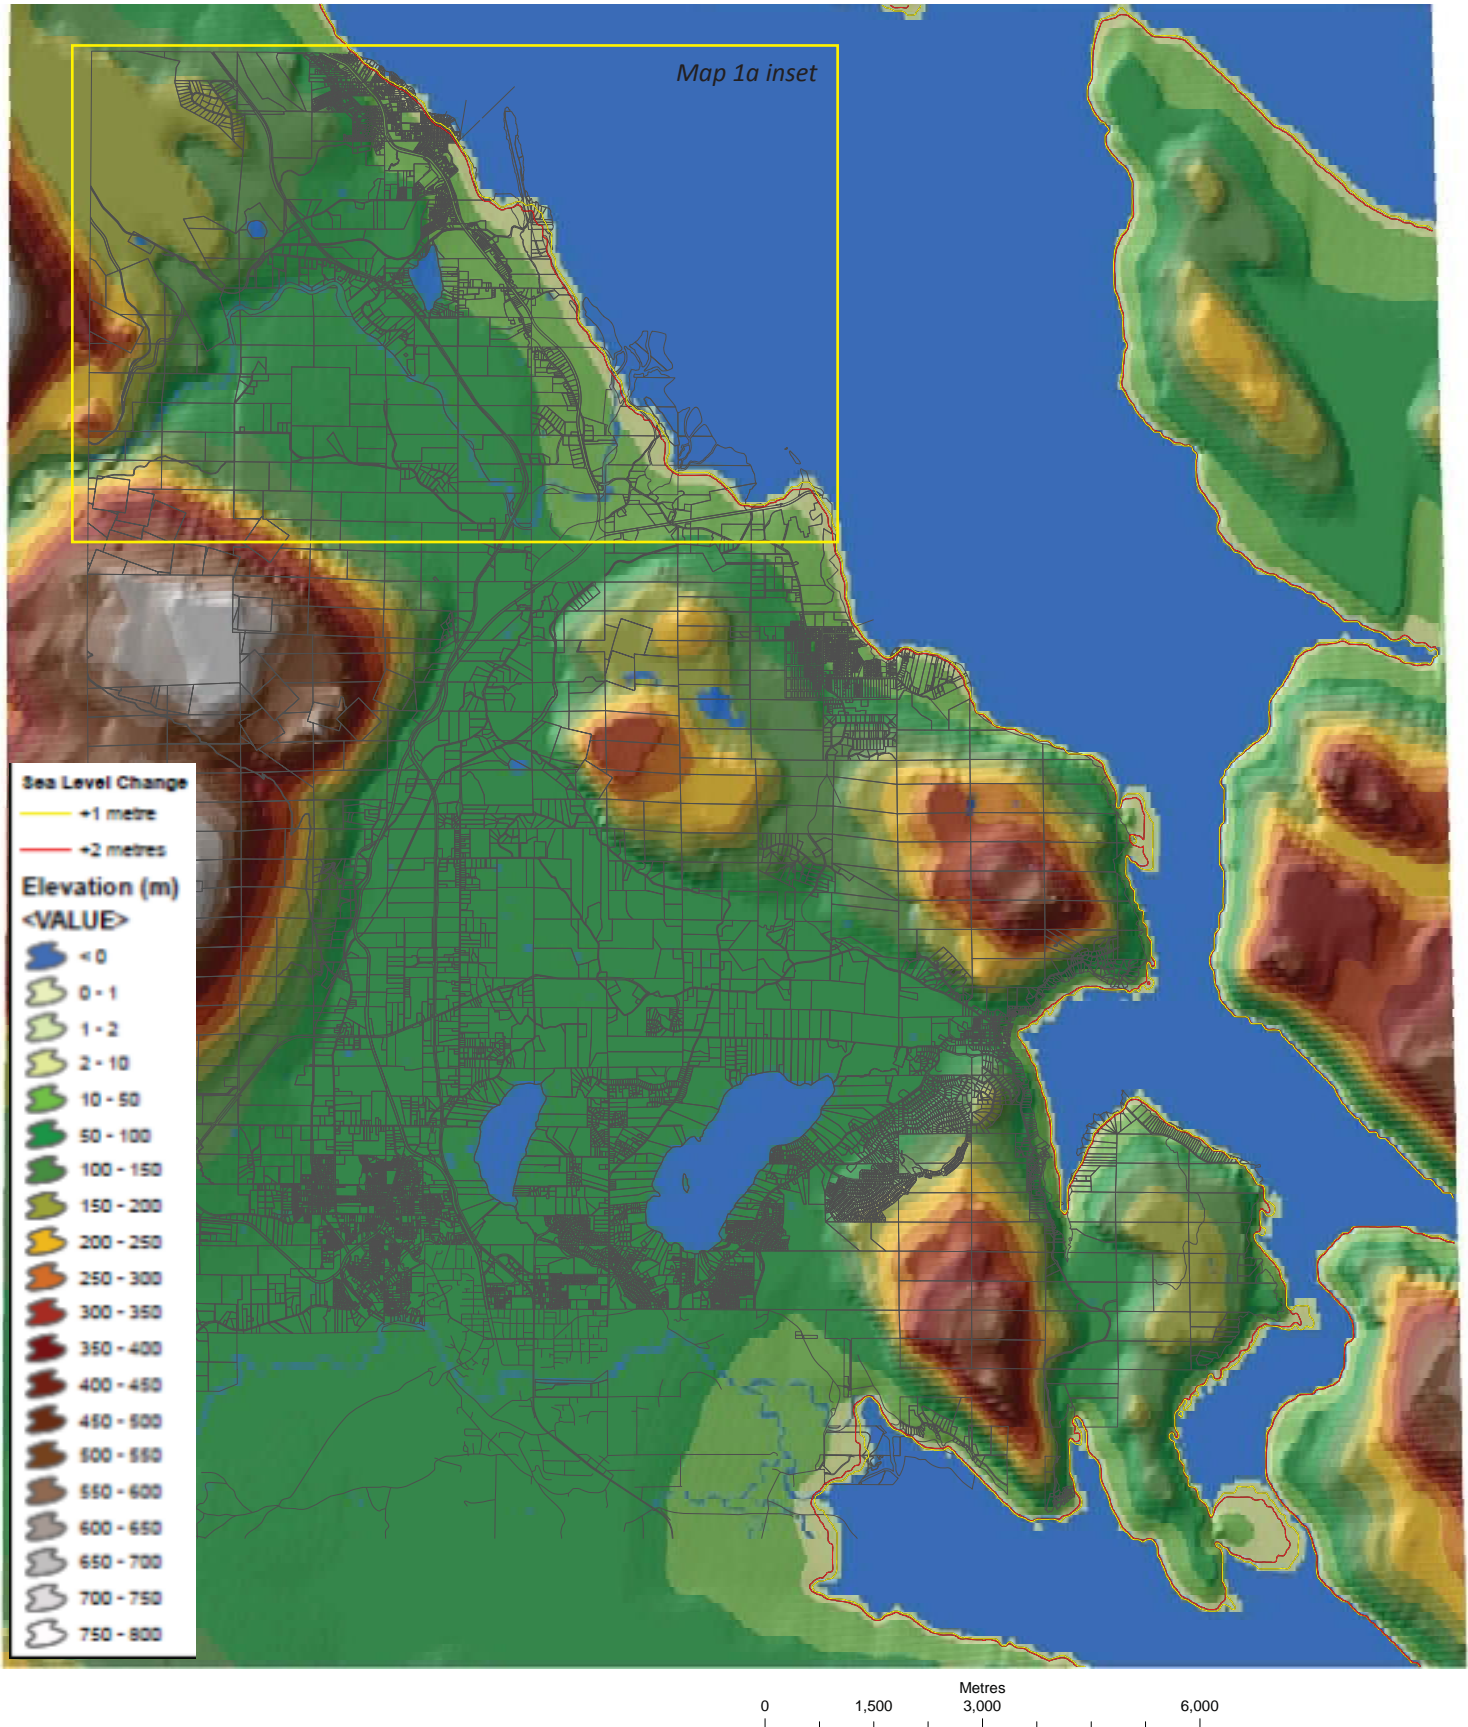 Map 1a inset
Sea Level Change
+1 metre
+2 metres
Elevation (m)
<VALUE>
< 0
0 - 1
1 - 2
2 - 10
10 - 50
50 - 100
100 - 150
150 - 200
200 - 250
250 - 300
300 - 350
350 - 400
400 - 450
450 - 500
500 - 550
550 - 600
600 - 650
650 - 700
700 - 750
750 - 800
Metres
0 1,500 3,000 6,000